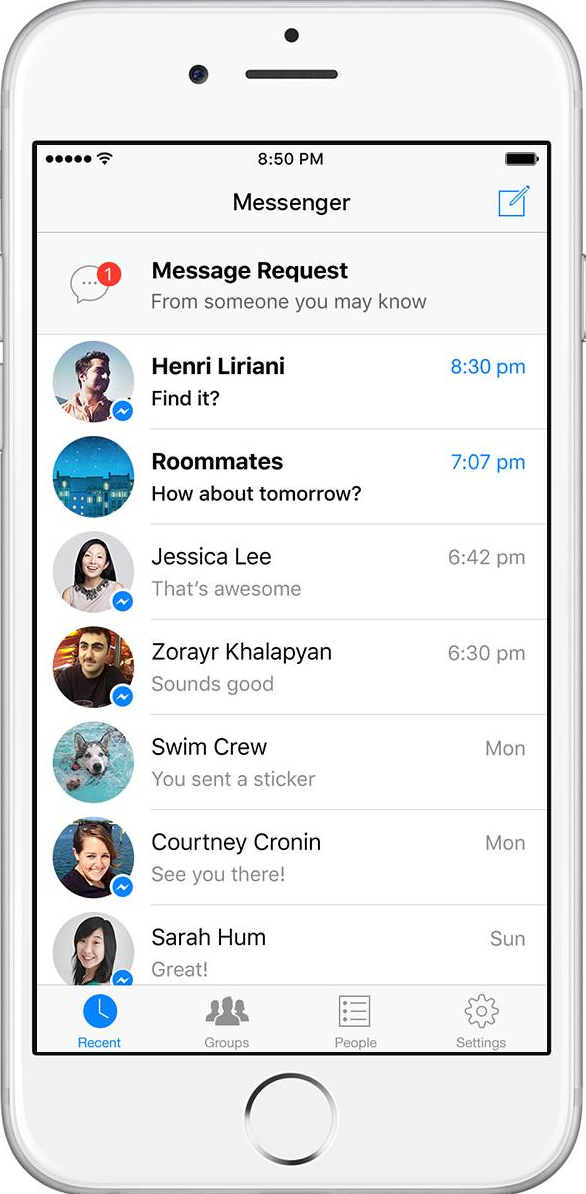 8:50 PM
Messenger
1
Message Request
From someone you may know
Henri Liriani 8:30 pm
Find it?
Roommates 7:07 pm
How about tomorrow?
Jessica Lee 6:42 pm
That’s awesome
Zorayr Khalapyan 6:30 pm
Sounds good
Swim Crew Mon
You sent a sticker
Courtney Cronin Mon
See you there!
Sarah Hum Sun
Great!
Recent Groups People Settings